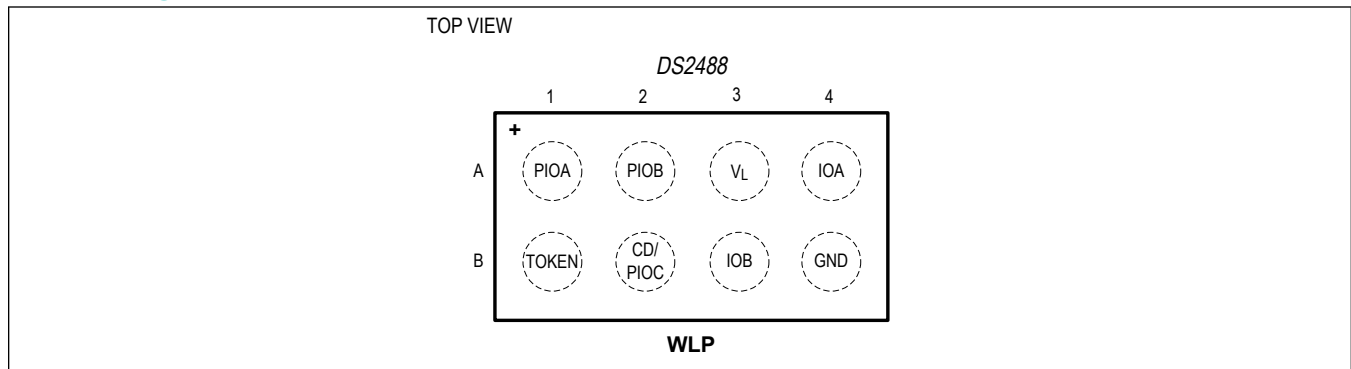 TOP VIEW
DS2488
1 2 3 4
+
A PIOA PIOB VL IOA
B TOKEN CD/
PIOC IOB GND
WLP